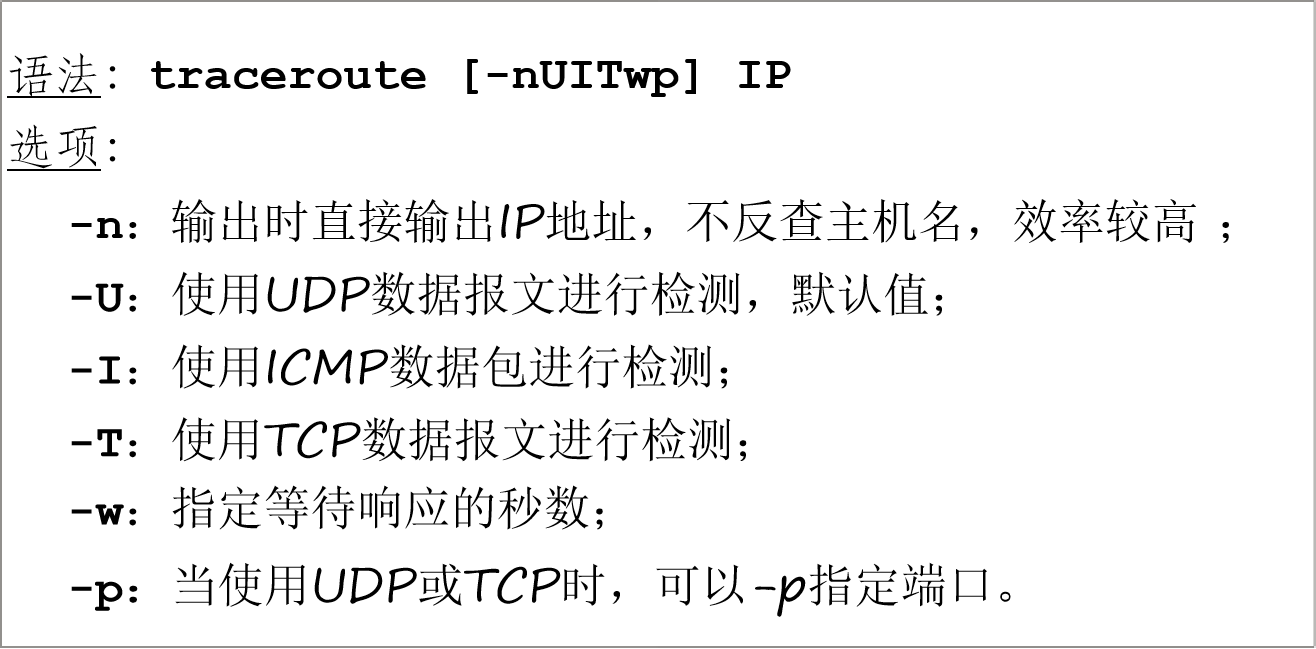 语法: traceroute [-nUITwp] IP
选项:
-n: 输出时直接输出IP地址，不反查主机名，效率较高 ；
-U: 使用UDP数据报文进行检测，默认值；
-I: 使用ICMP数据包进行检测；
-T: 使用TCP数据报文进行检测；
-w: 指定等待响应的秒数；
-p: 当使用UDP或TCP时，可以-p指定端口。